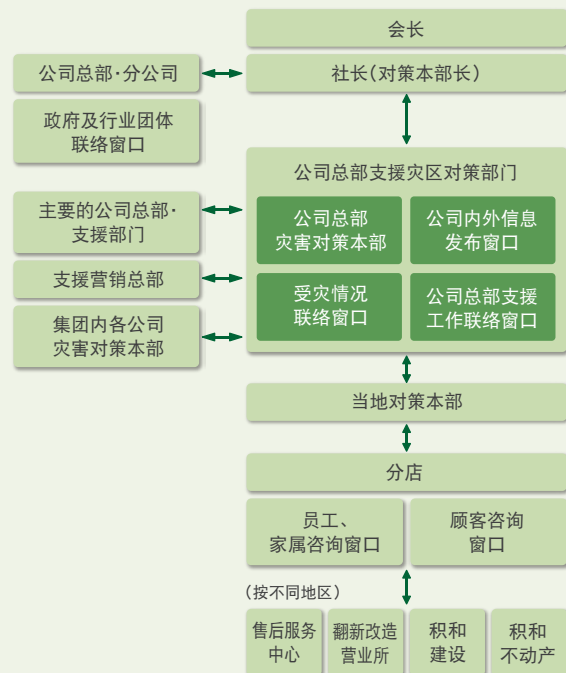 会长
公司总部·分公司
社长(对策本部长)
政府及行业团体
联络窗口
公司总部支援灾区对策部门
主要的公司总部·
支援部门
公司总部
灾害对策本部
公司内外信息
发布窗口
支援营销总部
受灾情况
联络窗口
公司总部支援
工作联络窗口
集团内各公司
灾害对策本部
当地对策本部
分店
员工、
家属咨询窗口
顾客咨询
窗口
(按不同地区)
售后服务
中心
翻新改造
营业所
积和
建设
积和
不动产